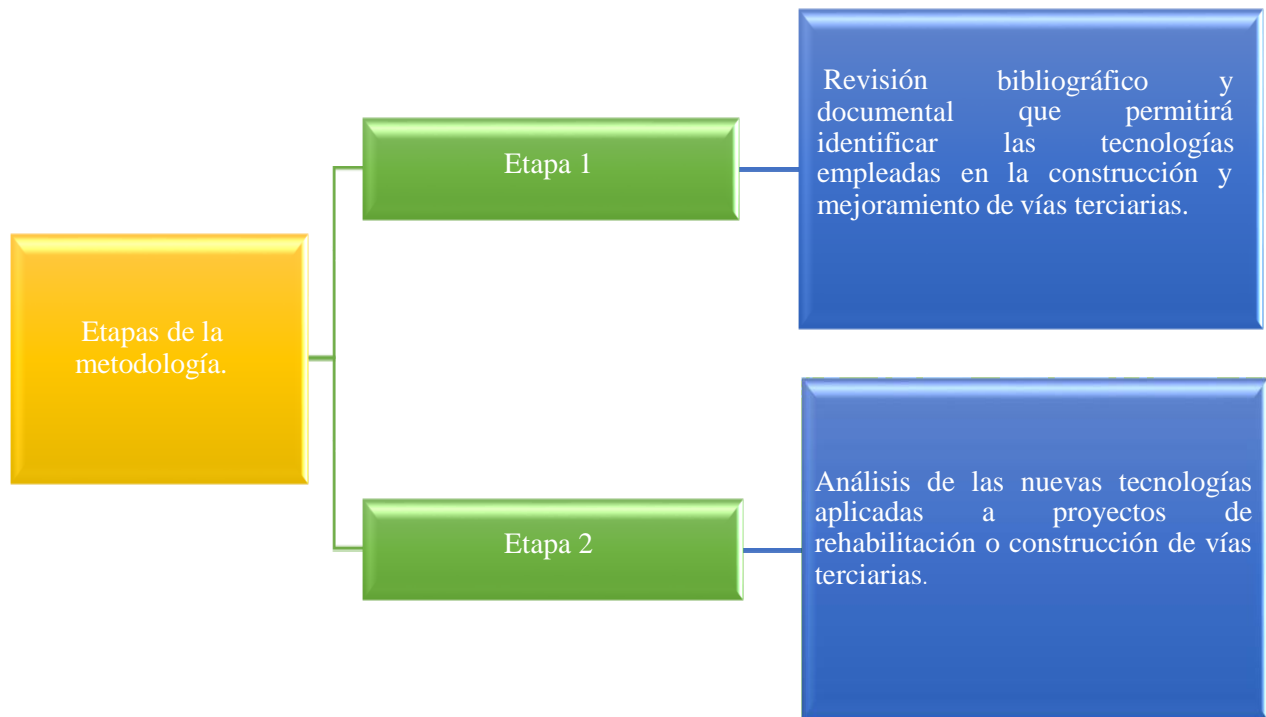 Etapas de la
metodología.
Etapa 1
Revisión bibliográfico y
documental que permitirá
identificar las tecnologías
empleadas en la construcción y
mejoramiento de vías terciarias.
Etapa 2
Análisis de las nuevas tecnologías
aplicadas a proyectos de
rehabilitación o construcción de vías
terciarias.